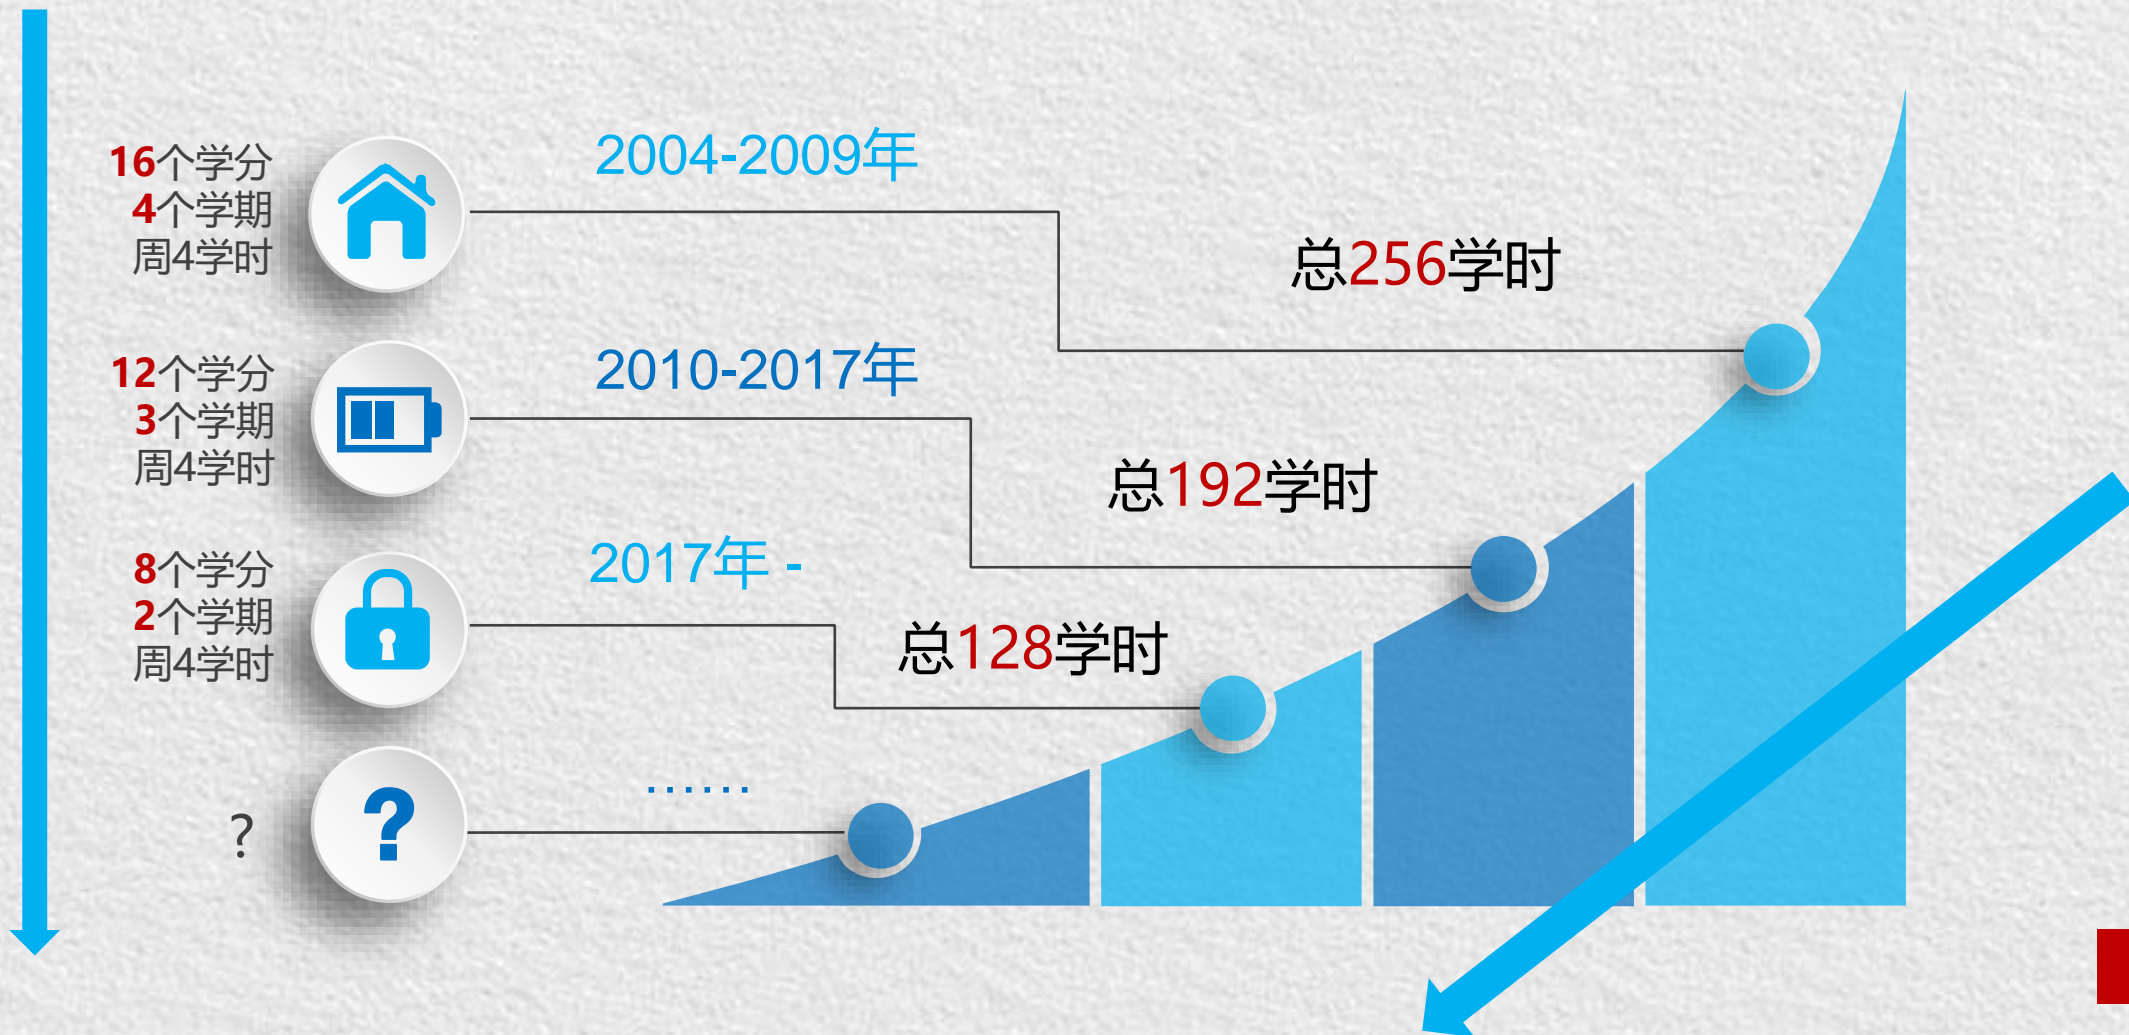 16个学分
4个学期
周4学时
2004-2009年
总256学时
12个学分
3个学期
周4学时
2010-2017年
总192学时
8个学分
2个学期
周4学时
2017年 -
总128学时
?
?
……